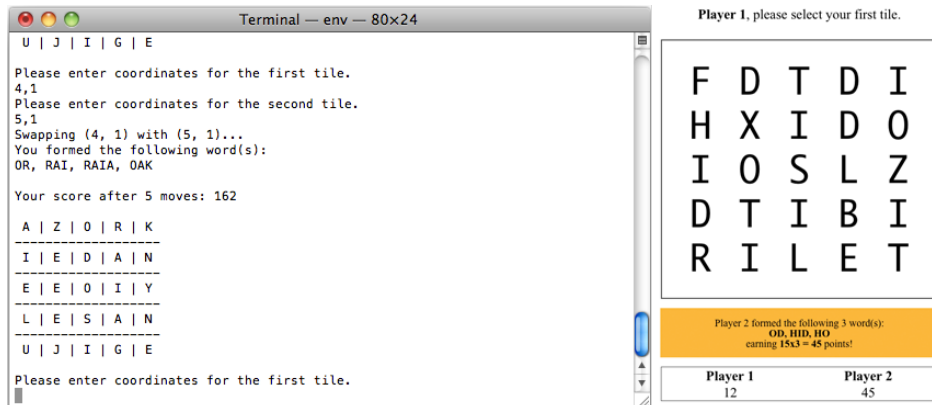 Terminal — env — 80×24
U | J | I | G | E
Please enter coordinates for the first tile.
4,1
Please enter coordinates for the second tile.
5,1
Swapping (4, 1) with (5, 1)...
You formed the following word(s):
OR, RAI, RAIA, OAK
Your score after 5 moves: 162
A | Z | O | R | K
-------------------
I | E | D | A | N
-------------------
E | E | O | I | Y
-------------------
L | E | S | A | N
-------------------
U | J | I | G | E
Please enter coordinates for the first tile.
Player 1, please select your first tile.
F D T D I
H X I D O
I O S L Z
D T I B I
R I L E T
Player 2 formed the following 3 word(s):
OD, HID, HO
earning 15x3 = 45 points!
Player 1 Player 2
12 45